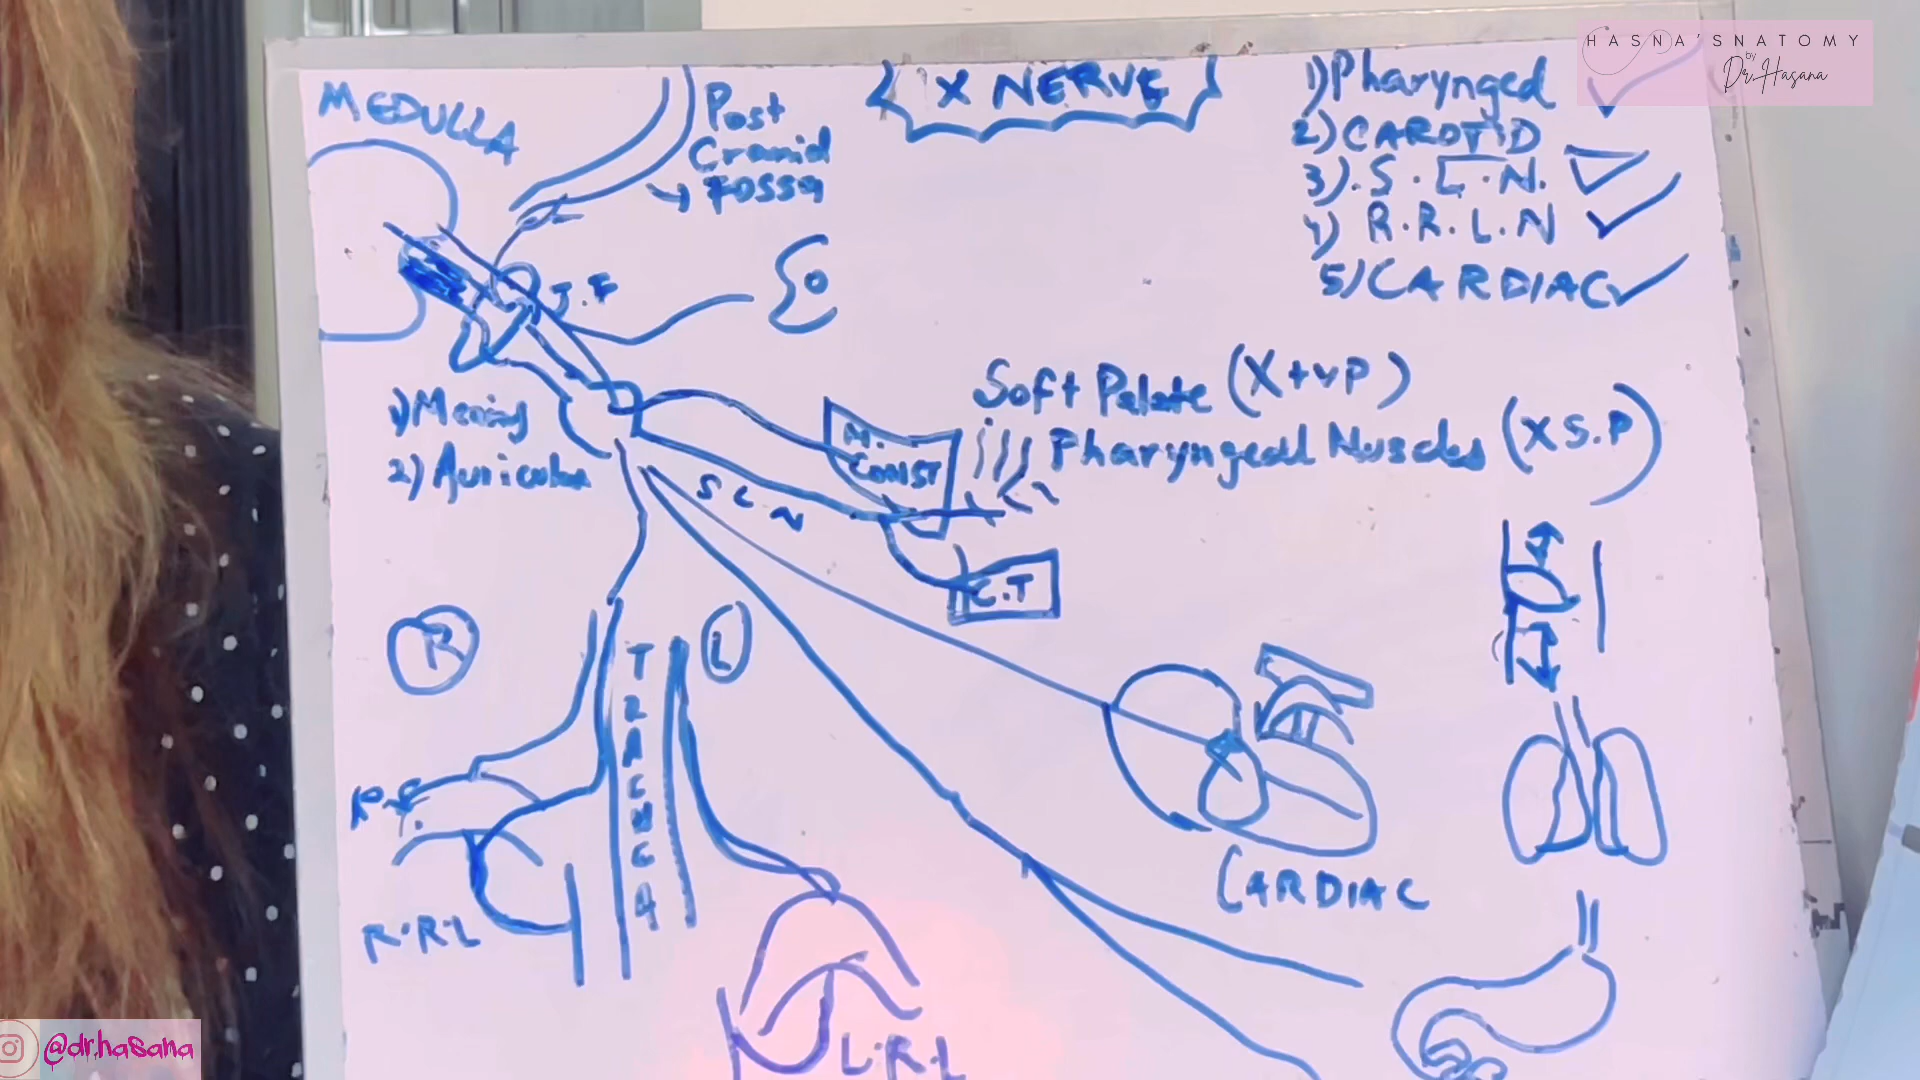 HASNA'SNATOMY
by
Dr.Hasana
X NERVE
MEDULLA
Post
Cranial
Fossa
1) Pharyngeal
2) CAROTID
3). S. L. N.
4) R.R.L.N
5) CARDIAC
J.F
1) Mening
2) Auricular
M.
CONST
Soft Palate (X+VP)
Pharyngeal Muscles (X S.P)
S L N
C.T
R
L
TRACHEA
R.R.L
CARDIAC
L.R.L
@dr.hasana